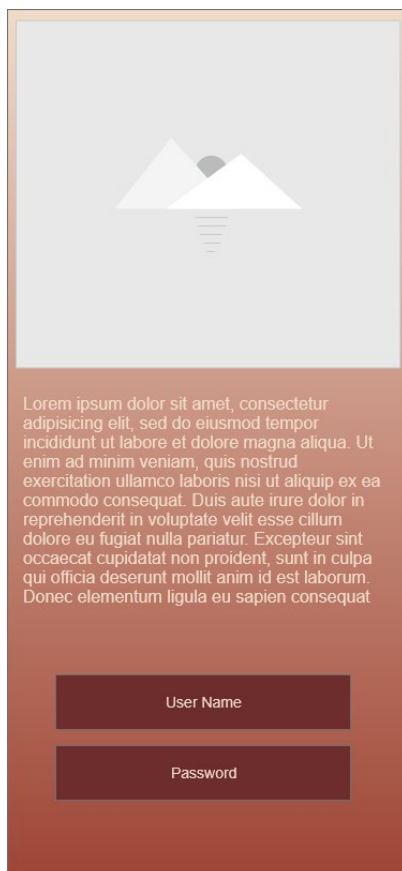 Lorem ipsum dolor sit amet, consectetur
adipisicing elit, sed do eiusmod tempor
incididunt ut labore et dolore magna aliqua. Ut
enim ad minim veniam, quis nostrud
exercitation ullamco laboris nisi ut aliquip ex ea
commodo consequat. Duis aute irure dolor in
reprehenderit in voluptate velit esse cillum
dolore eu fugiat nulla pariatur. Excepteur sint
occaecat cupidatat non proident, sunt in culpa
qui officia deserunt mollit anim id est laborum.
Donec elementum ligula eu sapien consequat
User Name
Password